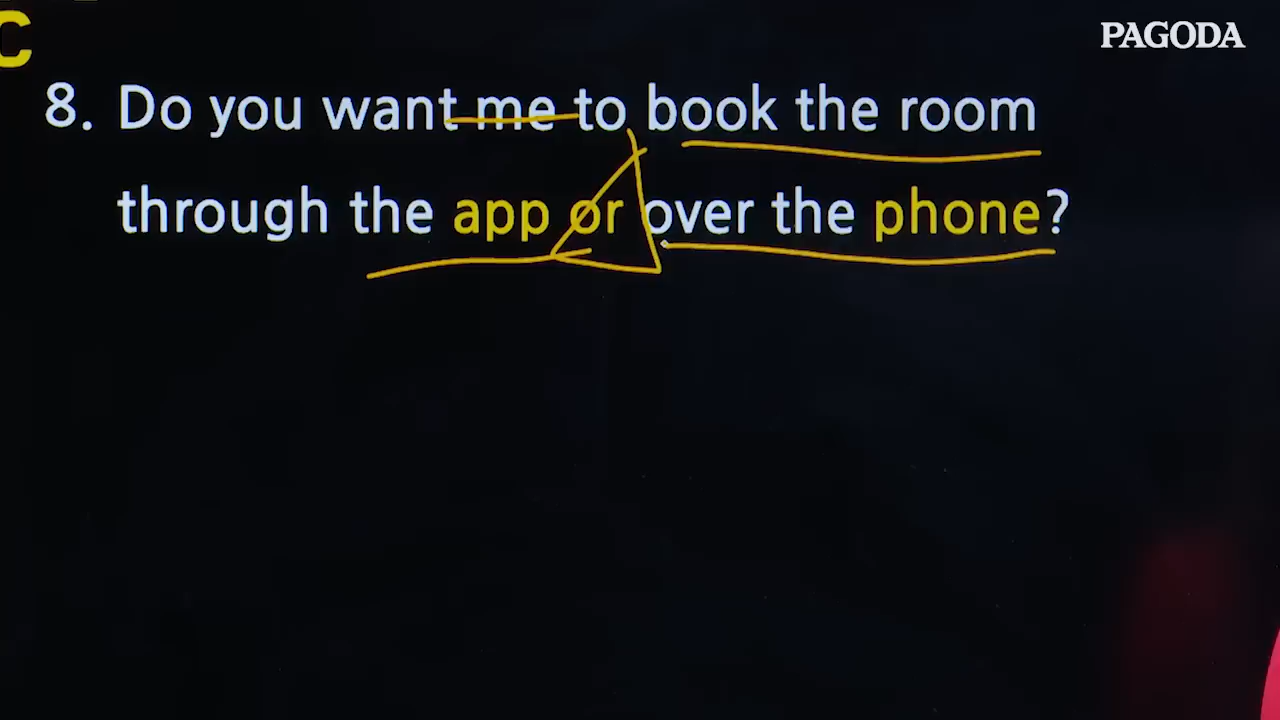 C
PAGODA
8. Do you want me to book the room
through the app or over the phone?